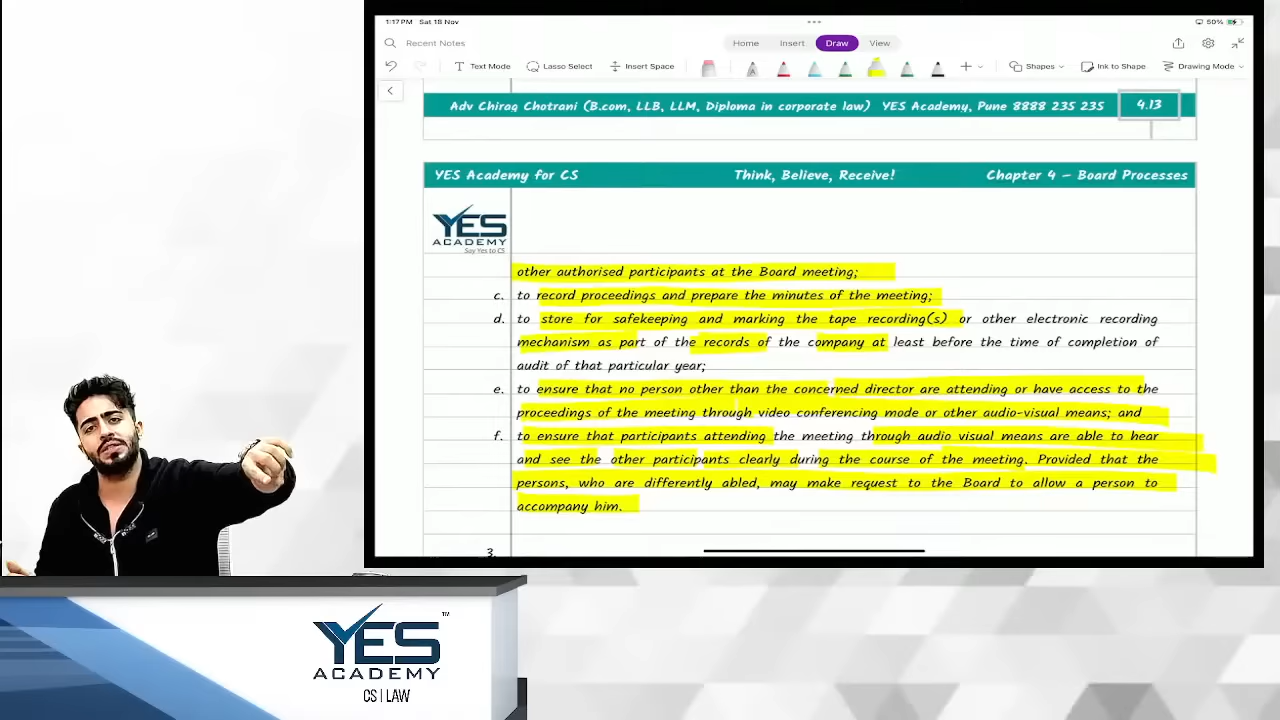 1:17 PM Sat 18 Nov
50%
Recent Notes
Home Insert Draw View
Text Mode Lasso Select Insert Space Shapes Ink to Shape Drawing Mode
Adv Chirag Chotrani (B.com, LLB, LLM, Diploma in corporate law) YES Academy, Pune 8888 235 235 4.13
YES Academy for CS Think, Believe, Receive! Chapter 4 – Board Processes
YES
ACADEMY
Say Yes to CS
other authorised participants at the Board meeting;
c. to record proceedings and prepare the minutes of the meeting;
d. to store for safekeeping and marking the tape recording(s) or other electronic recording
mechanism as part of the records of the company at least before the time of completion of
audit of that particular year;
e. to ensure that no person other than the concerned director are attending or have access to the
proceedings of the meeting through video conferencing mode or other audio-visual means; and
f. to ensure that participants attending the meeting through audio visual means are able to hear
and see the other participants clearly during the course of the meeting. Provided that the
persons, who are differently abled, may make request to the Board to allow a person to
accompany him.
3.
YES™
ACADEMY
CS | LAW